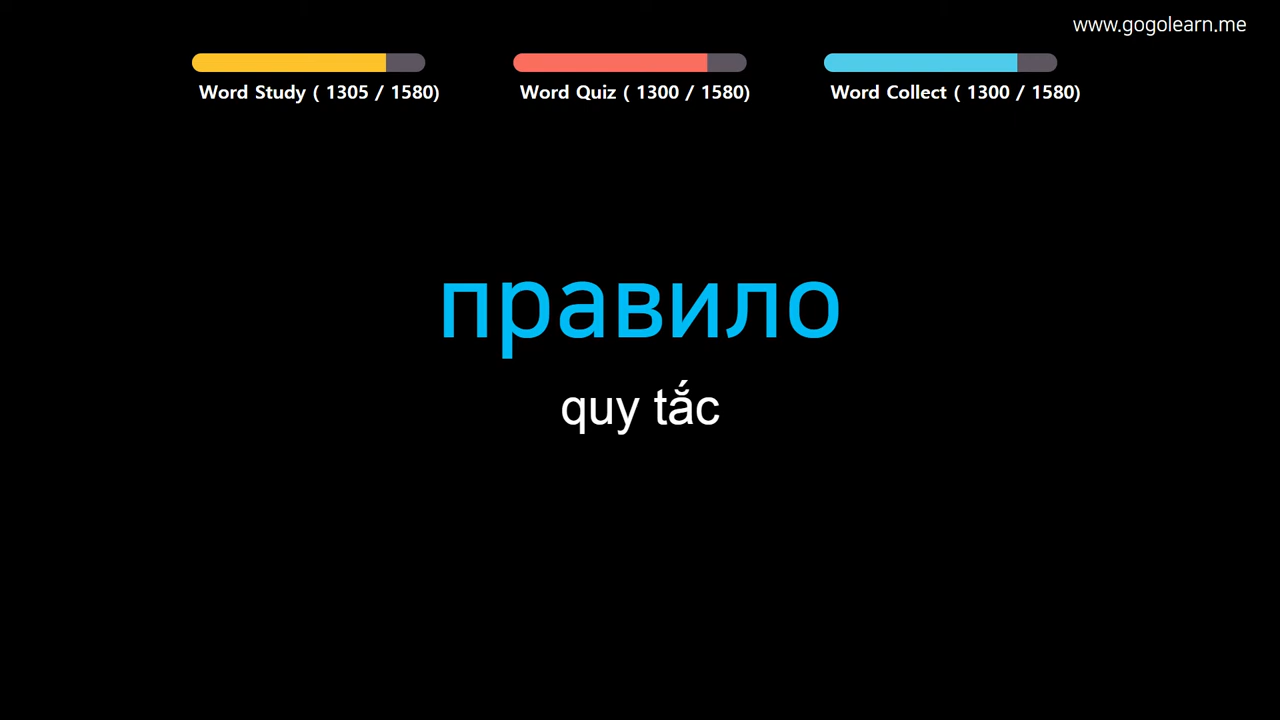 www.gogolearn.me
Word Study ( 1305 / 1580)
Word Quiz ( 1300 / 1580)
Word Collect ( 1300 / 1580)
правило
quy tắc